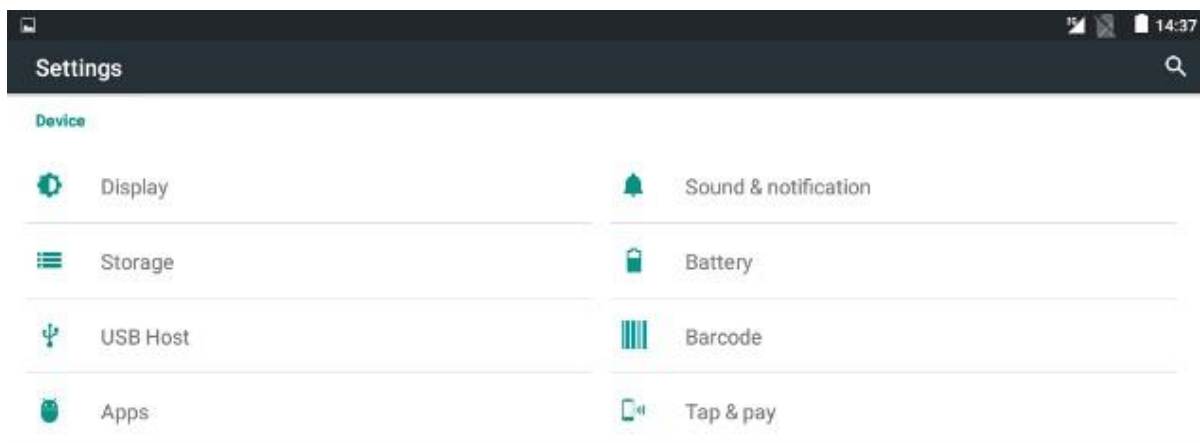 14:37
Settings
Device
Display
Sound & notification
Storage
Battery
USB Host
Barcode
Apps
Tap & pay